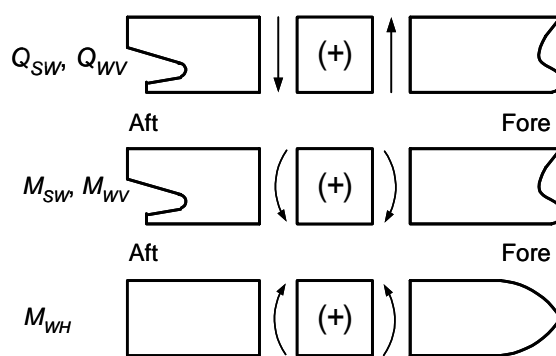 Q_SW, Q_WV (+)
Aft Fore
M_SW, M_WV (+)
Aft Fore
M_WH (+)